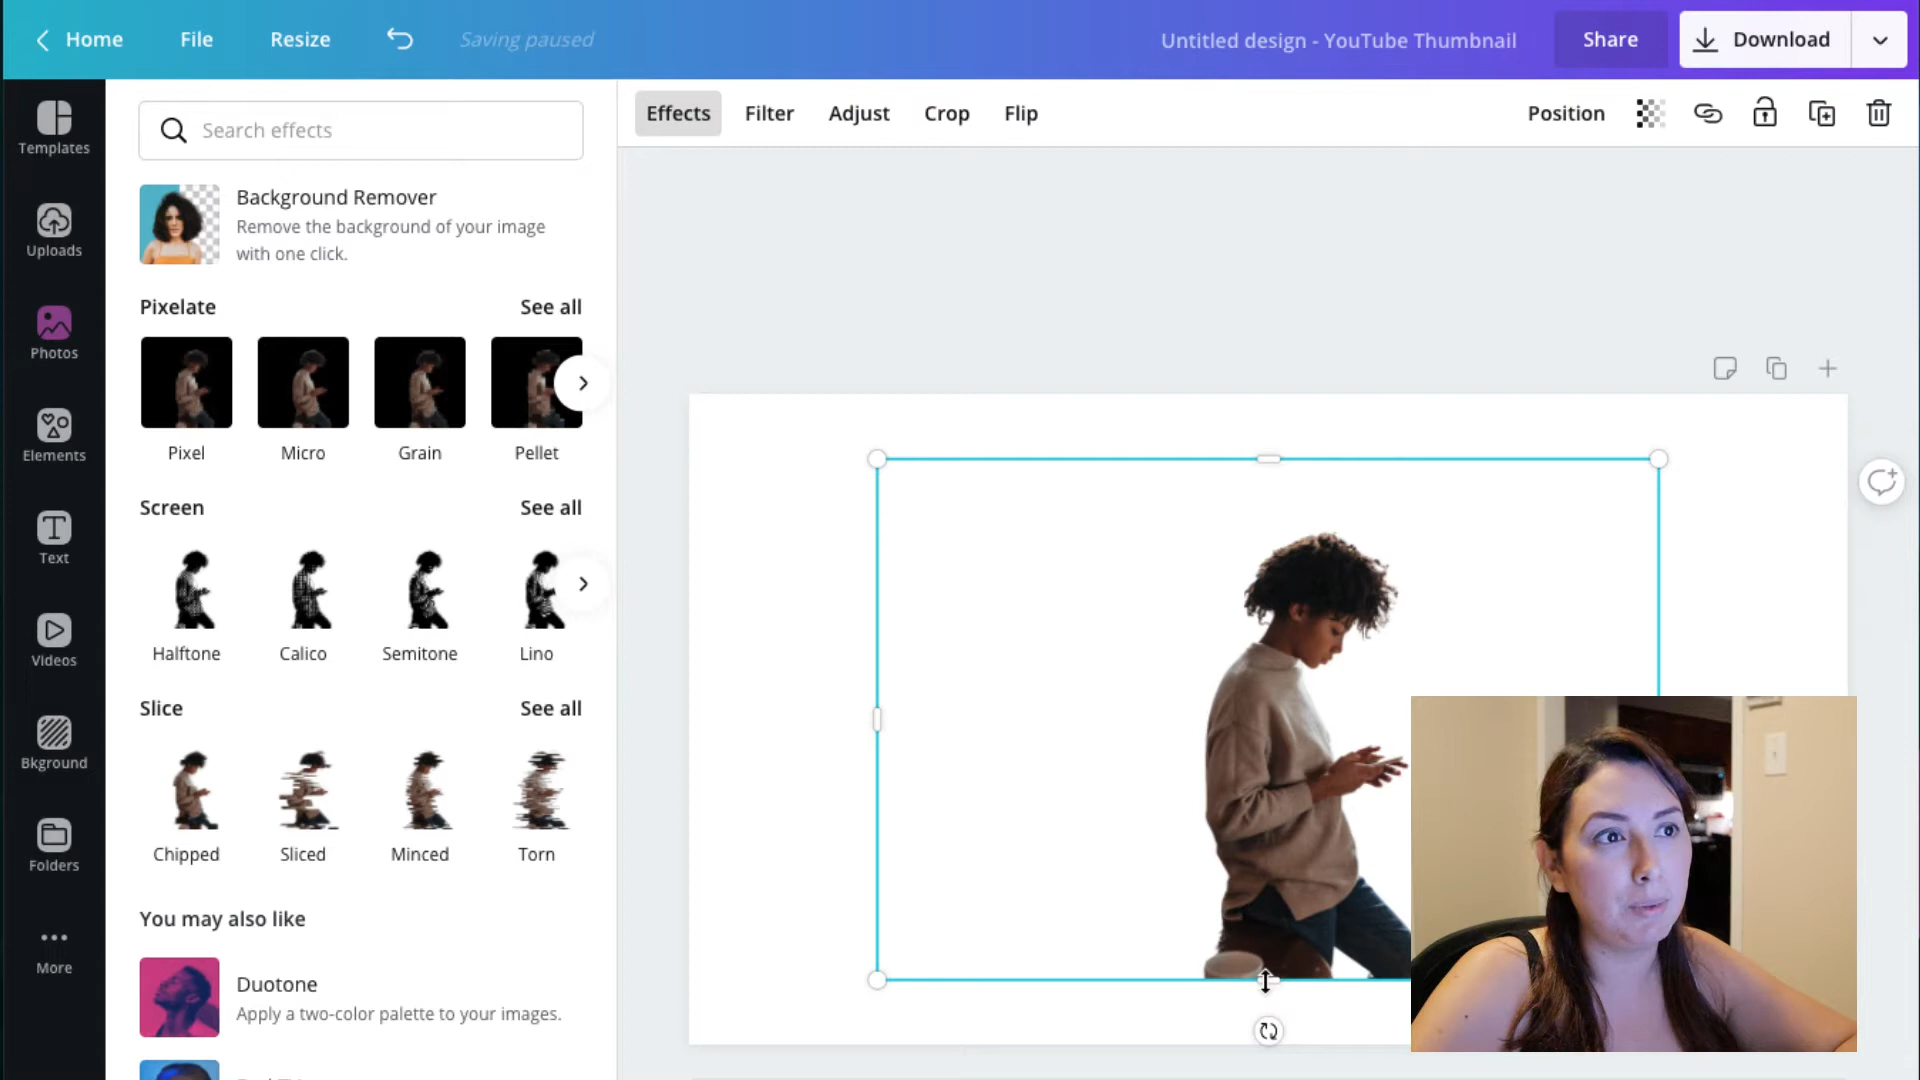 Home
File
Resize
Saving paused
Untitled design - YouTube Thumbnail
Share
Download
Templates
Uploads
Photos
Elements
Text
Videos
Bkground
Folders
More
Search effects
Background Remover
Remove the background of your image
with one click.
Pixelate
See all
Pixel
Micro
Grain
Pellet
Screen
See all
Halftone
Calico
Semitone
Lino
Slice
See all
Chipped
Sliced
Minced
Torn
You may also like
Duotone
Apply a two-color palette to your images.
Effects
Filter
Adjust
Crop
Flip
Position